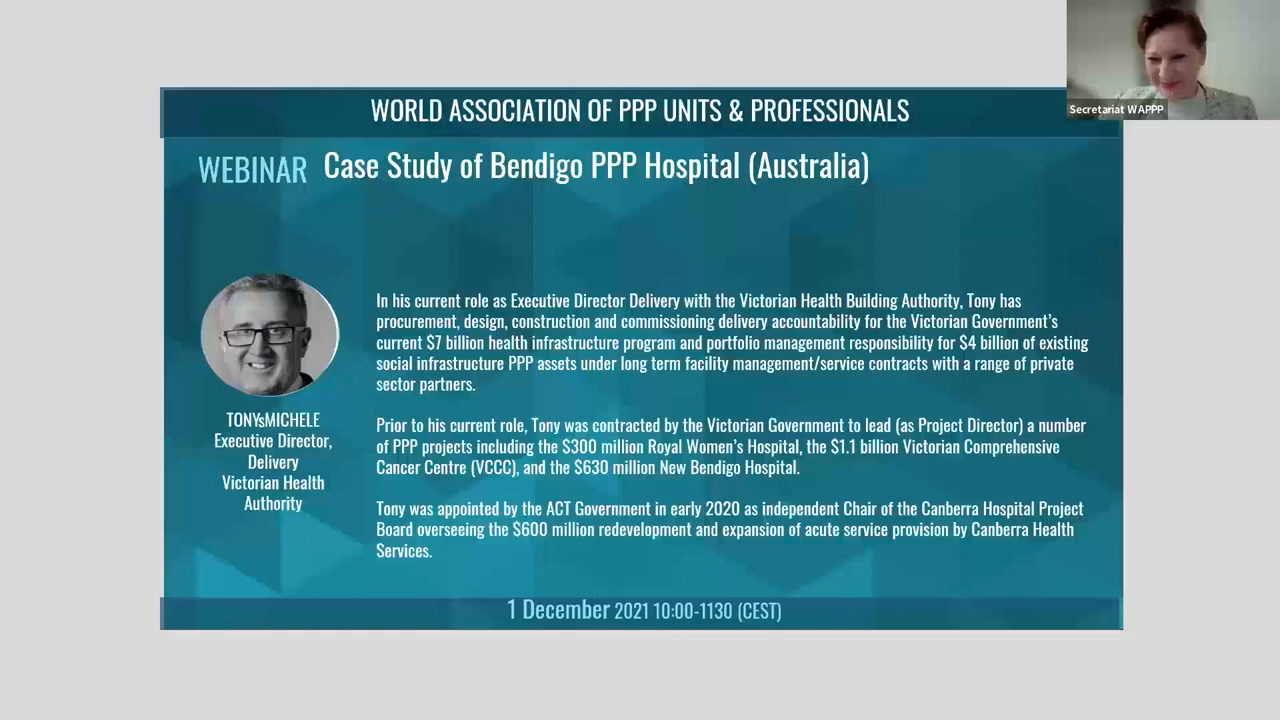 Secretariat WAPPP
WORLD ASSOCIATION OF PPP UNITS & PROFESSIONALS
WEBINAR Case Study of Bendigo PPP Hospital (Australia)
In his current role as Executive Director Delivery with the Victorian Health Building Authority, Tony has
procurement, design, construction and commissioning delivery accountability for the Victorian Government's
current $7 billion health infrastructure program and portfolio management responsibility for $4 billion of existing
social infrastructure PPP assets under long term facility management/service contracts with a range of private
sector partners.
Prior to his current role, Tony was contracted by the Victorian Government to lead (as Project Director) a number
of PPP projects including the $300 million Royal Women's Hospital, the $1.1 billion Victorian Comprehensive
Cancer Centre (VCCC), and the $630 million New Bendigo Hospital.
Tony was appointed by the ACT Government in early 2020 as independent Chair of the Canberra Hospital Project
Board overseeing the $600 million redevelopment and expansion of acute service provision by Canberra Health
Services.
TONYsMICHELE
Executive Director,
Delivery
Victorian Health
Authority
1 December 2021 10:00-1130 (CEST)